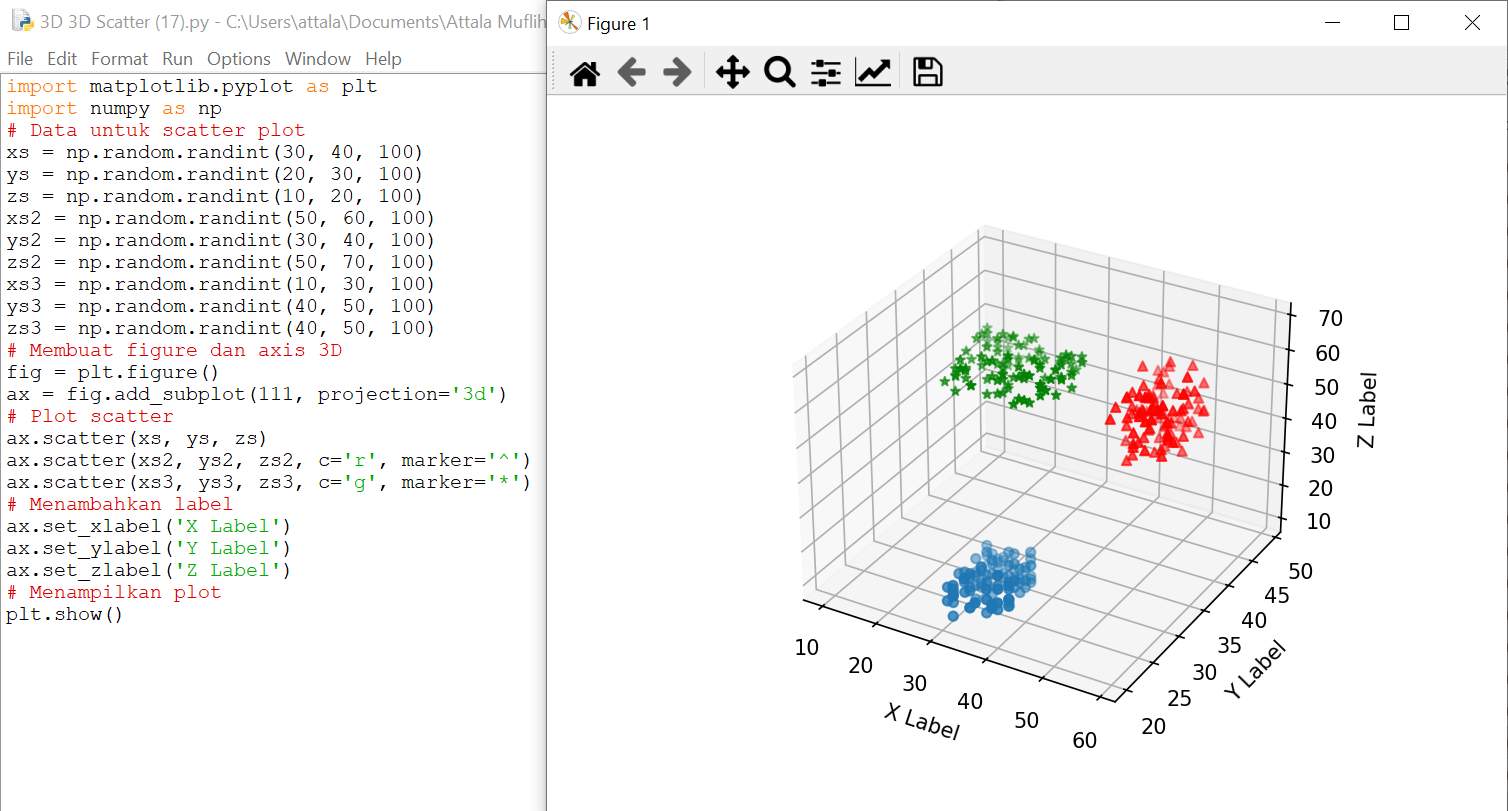 3D 3D Scatter (17).py - C:\Users\attala\Documents\Attala Muflih
File Edit Format Run Options Window Help
import matplotlib.pyplot as plt
import numpy as np
# Data untuk scatter plot
xs = np.random.randint(30, 40, 100)
ys = np.random.randint(20, 30, 100)
zs = np.random.randint(10, 20, 100)
xs2 = np.random.randint(50, 60, 100)
ys2 = np.random.randint(30, 40, 100)
zs2 = np.random.randint(50, 70, 100)
xs3 = np.random.randint(10, 30, 100)
ys3 = np.random.randint(40, 50, 100)
zs3 = np.random.randint(40, 50, 100)
# Membuat figure dan axis 3D
fig = plt.figure()
ax = fig.add_subplot(111, projection='3d')
# Plot scatter
ax.scatter(xs, ys, zs)
ax.scatter(xs2, ys2, zs2, c='r', marker='^')
ax.scatter(xs3, ys3, zs3, c='g', marker='*')
# Menambahkan label
ax.set_xlabel('X Label')
ax.set_ylabel('Y Label')
ax.set_zlabel('Z Label')
# Menampilkan plot
plt.show()
Figure 1
70
60
50
40
30
20
10
Z Label
50
45
40
35
30
25
20
Y Label
10
20
30
40
50
60
X Label